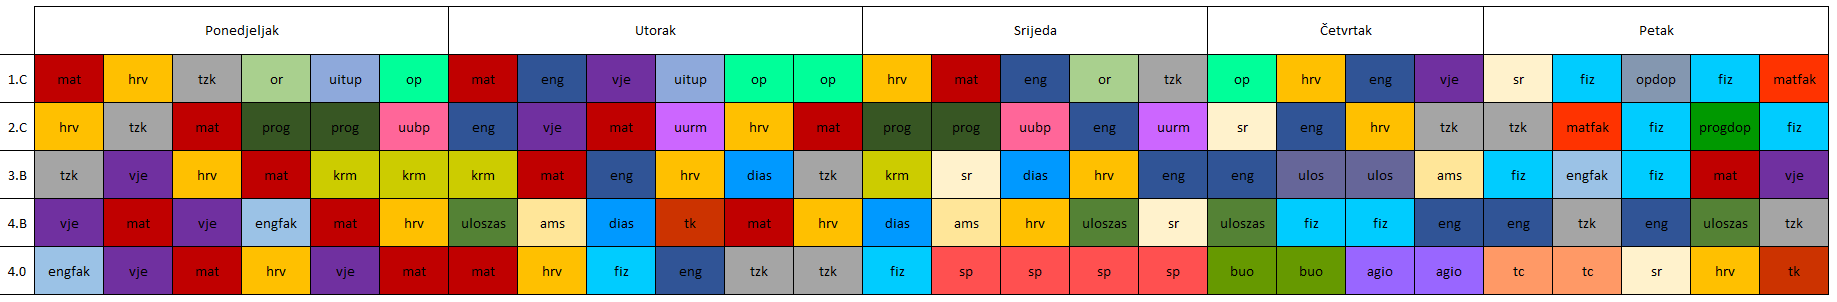 Ponedjeljak Utorak Srijeda Četvrtak Petak
1.C mat hrv tzk or uitup op mat eng vje uitup op op hrv mat eng or tzk op hrv eng vje sr fiz opdop fiz matfak
2.C hrv tzk mat prog prog uubp eng vje mat uurm hrv mat prog prog uubp eng uurm sr eng hrv tzk tzk matfak fiz progdop fiz
3.B tzk vje hrv mat krm krm krm mat eng hrv dias tzk krm sr dias hrv eng eng ulos ulos ams fiz engfak fiz mat vje
4.B vje mat vje engfak mat hrv uloszas ams dias tk mat hrv dias ams hrv uloszas sr uloszas fiz fiz eng eng tzk eng uloszas tzk
4.0 engfak vje mat hrv vje mat mat hrv fiz eng tzk tzk fiz sp sp sp sp buo buo agio agio tc tc sr hrv tk